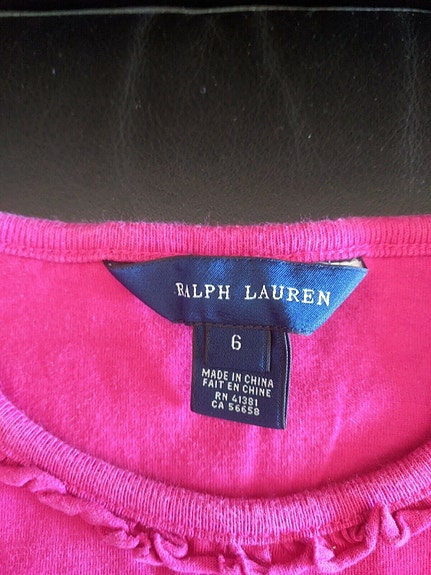 RALPH LAUREN
6
MADE IN CHINA
FAIT EN CHINE
RN 41381
CA 56658